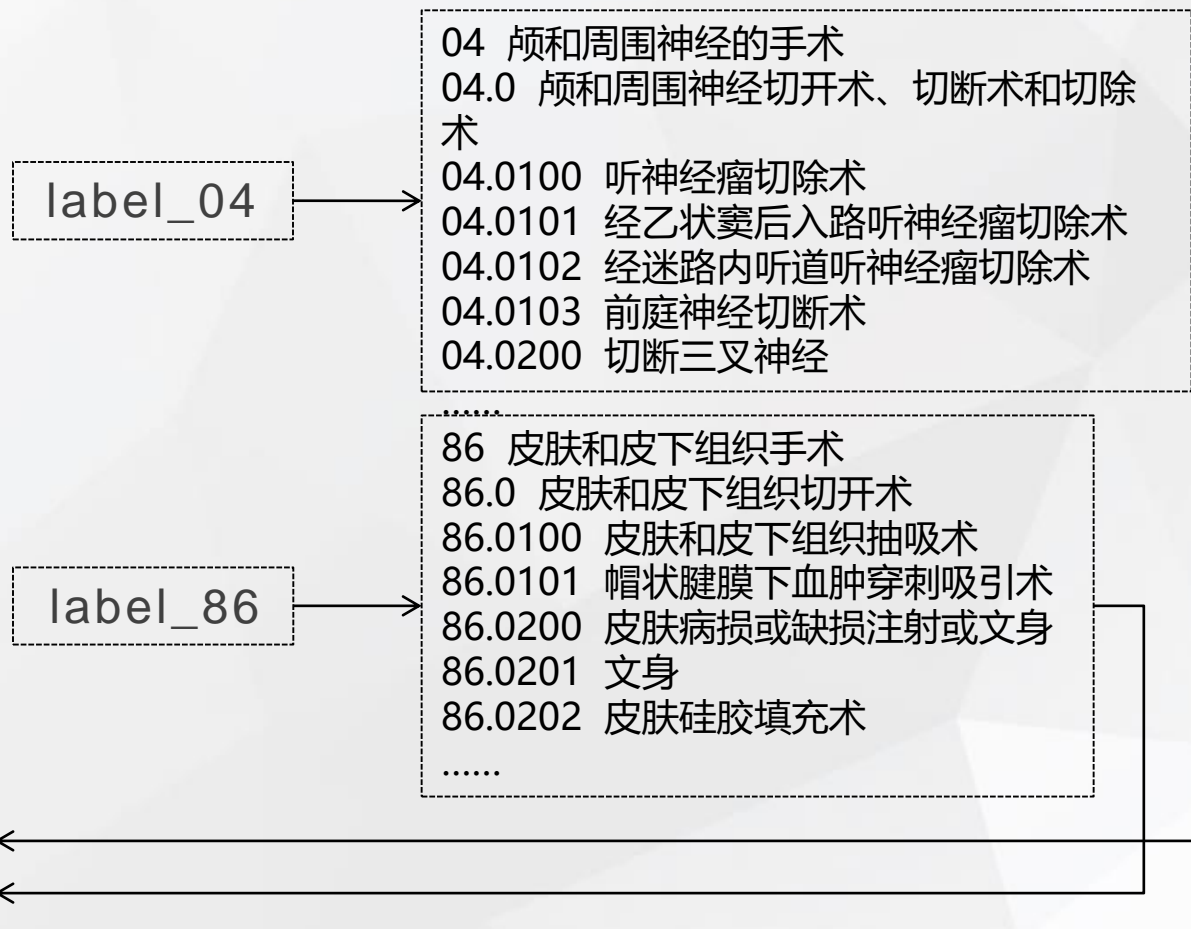 04 颅和周围神经的手术
04.0 颅和周围神经切开术、切断术和切除
术
04.0100 听神经瘤切除术
04.0101 经乙状窦后入路听神经瘤切除术
04.0102 经迷路内听道听神经瘤切除术
04.0103 前庭神经切断术
04.0200 切断三叉神经
......
label_04
86 皮肤和皮下组织手术
86.0 皮肤和皮下组织切开术
86.0100 皮肤和皮下组织抽吸术
86.0101 帽状腱膜下血肿穿刺吸引术
86.0200 皮肤病损或缺损注射或文身
86.0201 文身
86.0202 皮肤硅胶填充术
......
label_86